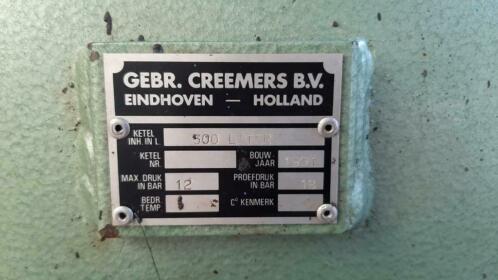 GEBR. CREEMERS B.V.
EINDHOVEN — HOLLAND
KETEL INH. IN L. 500 LITER
KETEL NR BOUW- JAAR
MAX DRUK IN BAR 12 PROEFDRUK IN BAR 18
BEDR TEMP C° KENMERK